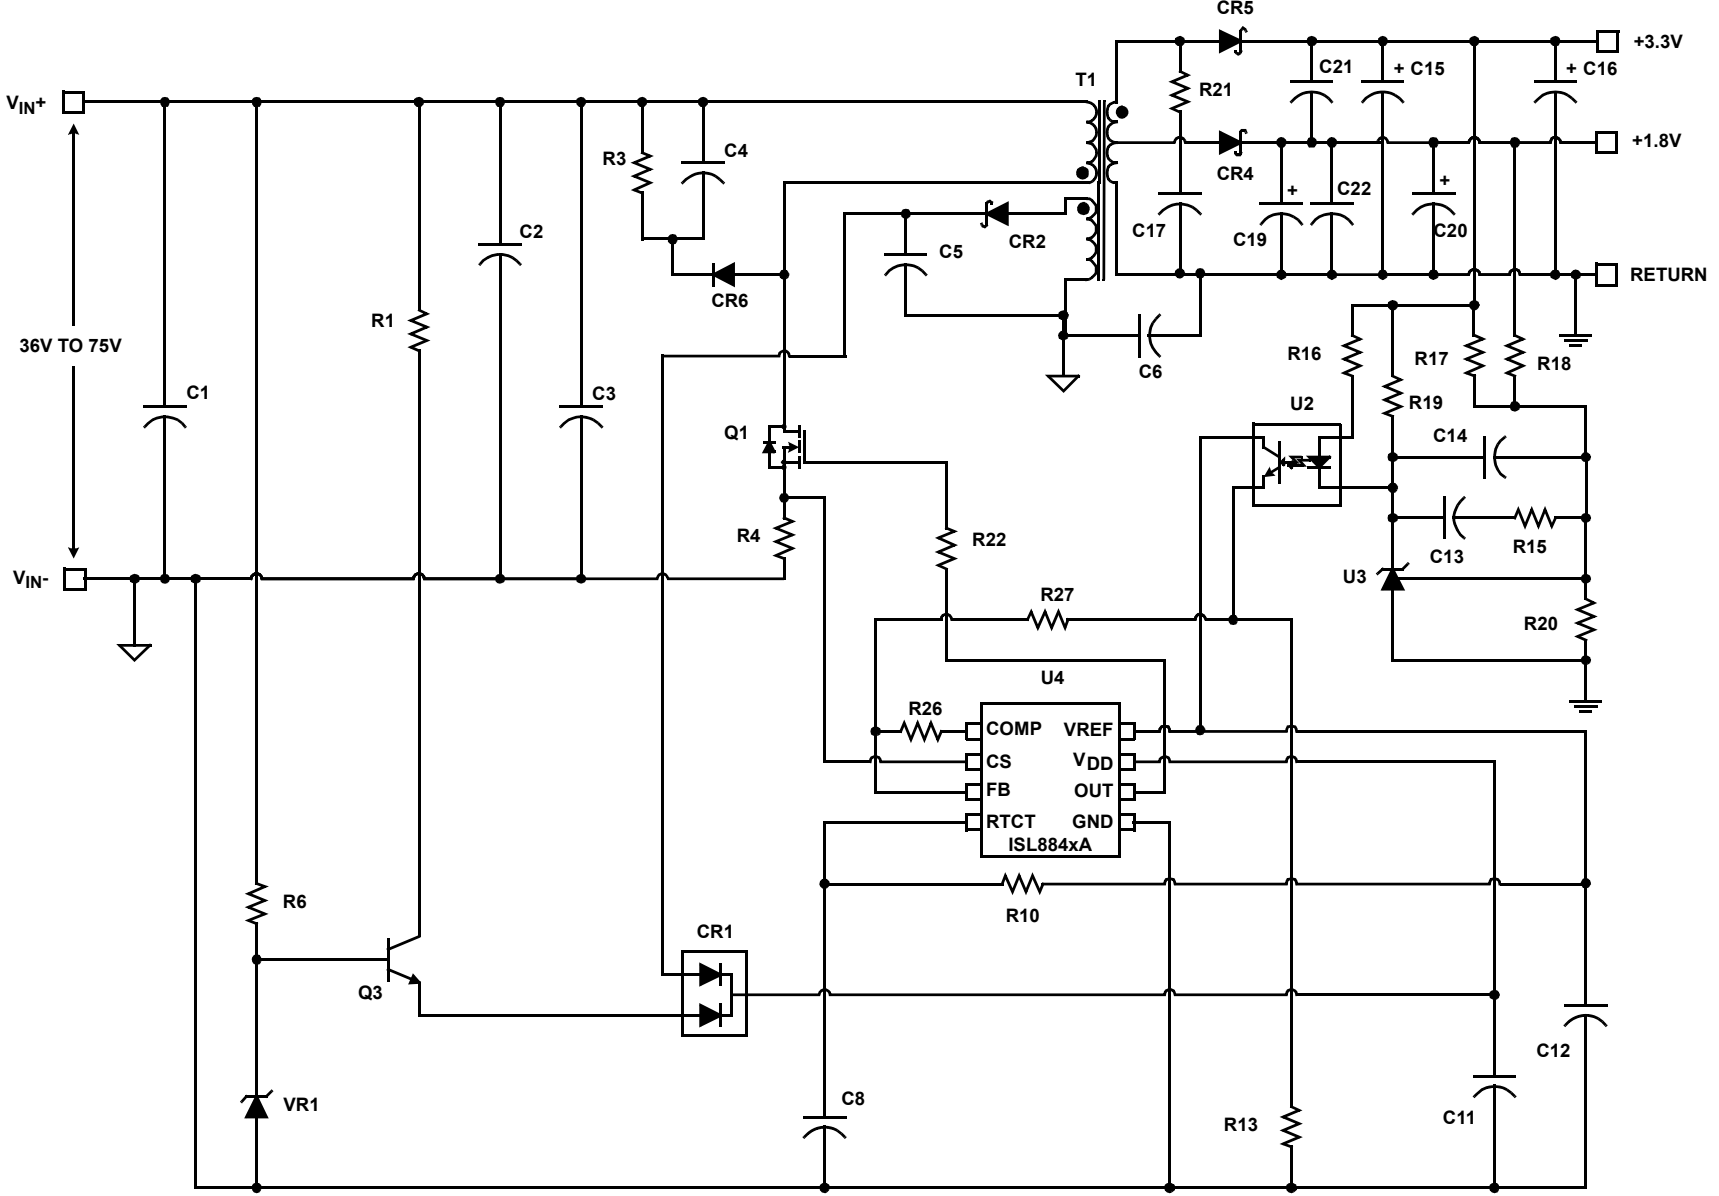 CR5
+3.3V
T1
C21
+ C15
+ C16
R21
VIN+
+1.8V
R3
C4
CR4
+
C22
+
C17
C19
C20
C2
CR2
C5
RETURN
CR6
R1
36V TO 75V
R16
R17
R18
C6
C1
C3
U2
R19
Q1
C14
R4
R22
C13
R15
VIN-
U3
R27
R20
U4
R26
COMP
VREF
CS
VDD
FB
OUT
RTCT
GND
ISL884xA
R6
R10
CR1
Q3
C12
VR1
C8
C11
R13